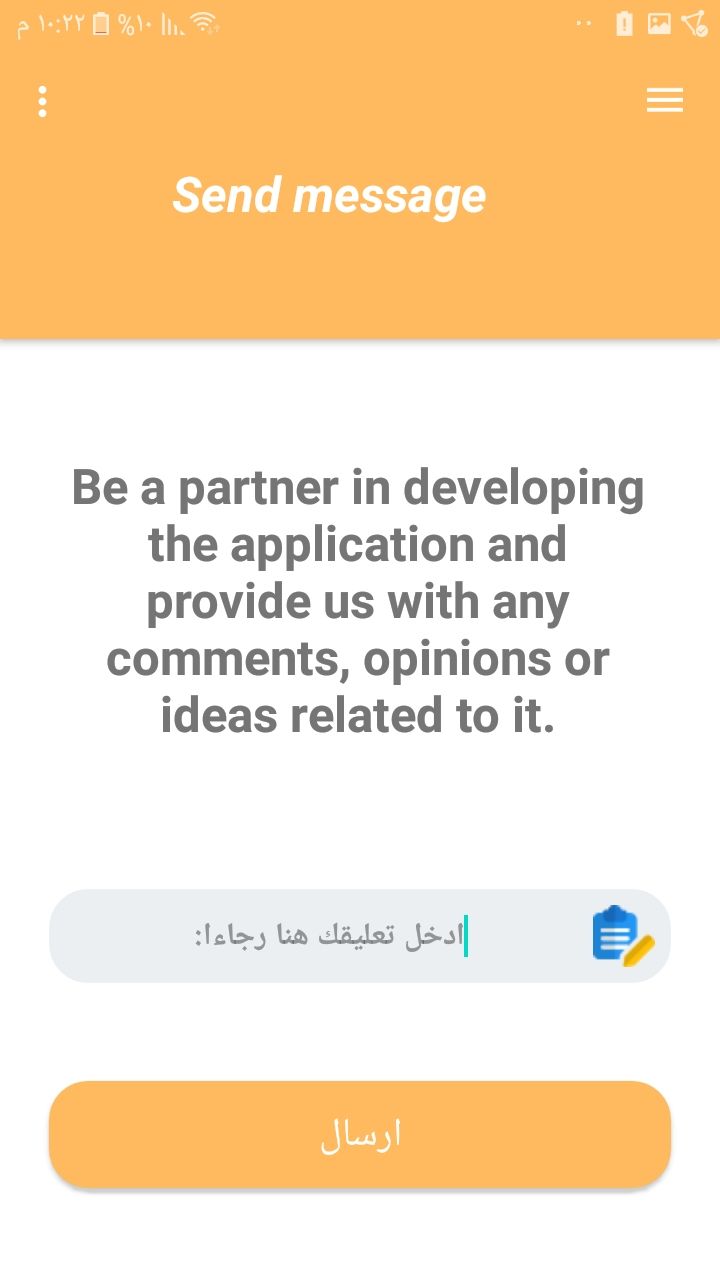 م ١٠:٢٢ %١٠
Send message
Be a partner in developing
the application and
provide us with any
comments, opinions or
ideas related to it.
ادخل تعليقك هنا رجاءا:
ارسال